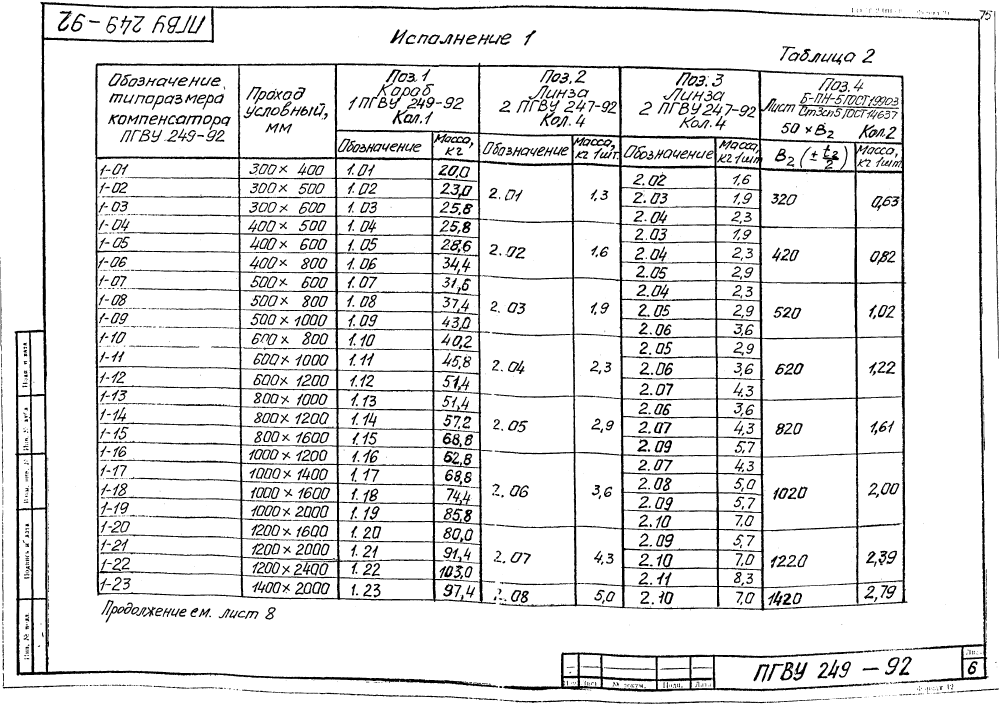 75
ПГВУ 249-92
Исполнение 1
Таблица 2
Обозначение типоразмера компенсатора ПГВУ 249-92 | Проход условный, мм | Поз.1 Короб 1 ПГВУ 249-92 Кол.1 | Поз.2 Линза 2 ПГВУ 247-92 Кол.4 | Поз.3 Линза 2 ПГВУ 247-92 Кол.4 | Поз.4 Лист Б-ПН-5 ГОСТ 19903 / Ст3сп5 ГОСТ 14637 50 × B₂ Кол.2
Обозначение | Масса, кг | Обозначение | Масса, кг 1шт. | Обозначение | Масса, кг 1шт | B₂ (± t₂/2) | Масса, кг 1шт
1-01 300 × 400 1.01 20,0 2.01 1,3 2.02 1,6 320 0,63
1-02 300 × 500 1.02 23,0 2.03 1,9
1-03 300 × 600 1.03 25,8 2.04 2,3
1-04 400 × 500 1.04 25,8 2.02 1,6 2.03 1,9 420 0,82
1-05 400 × 600 1.05 28,6 2.04 2,3
1-06 400 × 800 1.06 34,4 2.05 2,9
1-07 500 × 600 1.07 31,6 2.03 1,9 2.04 2,3 520 1,02
1-08 500 × 800 1.08 37,4 2.05 2,9
1-09 500 × 1000 1.09 43,0 2.06 3,6
1-10 600 × 800 1.10 40,2 2.04 2,3 2.05 2,9 620 1,22
1-11 600 × 1000 1.11 45,8 2.06 3,6
1-12 600 × 1200 1.12 51,4 2.07 4,3
1-13 800 × 1000 1.13 51,4 2.05 2,9 2.06 3,6 820 1,61
1-14 800 × 1200 1.14 57,2 2.07 4,3
1-15 800 × 1600 1.15 68,8 2.09 5,7
1-16 1000 × 1200 1.16 62,8 2.06 3,6 2.07 4,3 1020 2,00
1-17 1000 × 1400 1.17 68,8 2.08 5,0
1-18 1000 × 1600 1.18 74,4 2.09 5,7
1-19 1000 × 2000 1.19 85,8 2.10 7,0
1-20 1200 × 1600 1.20 80,0 2.07 4,3 2.09 5,7 1220 2,39
1-21 1200 × 2000 1.21 91,4 2.10 7,0
1-22 1200 × 2400 1.22 103,0 2.11 8,3
1-23 1400 × 2000 1.23 97,4 2.08 5,0 2.10 7,0 1420 2,79
Продолжение см. лист 8
ПГВУ 249 – 92
Лист
6
№ докум. Подп. Дата
Формат 12